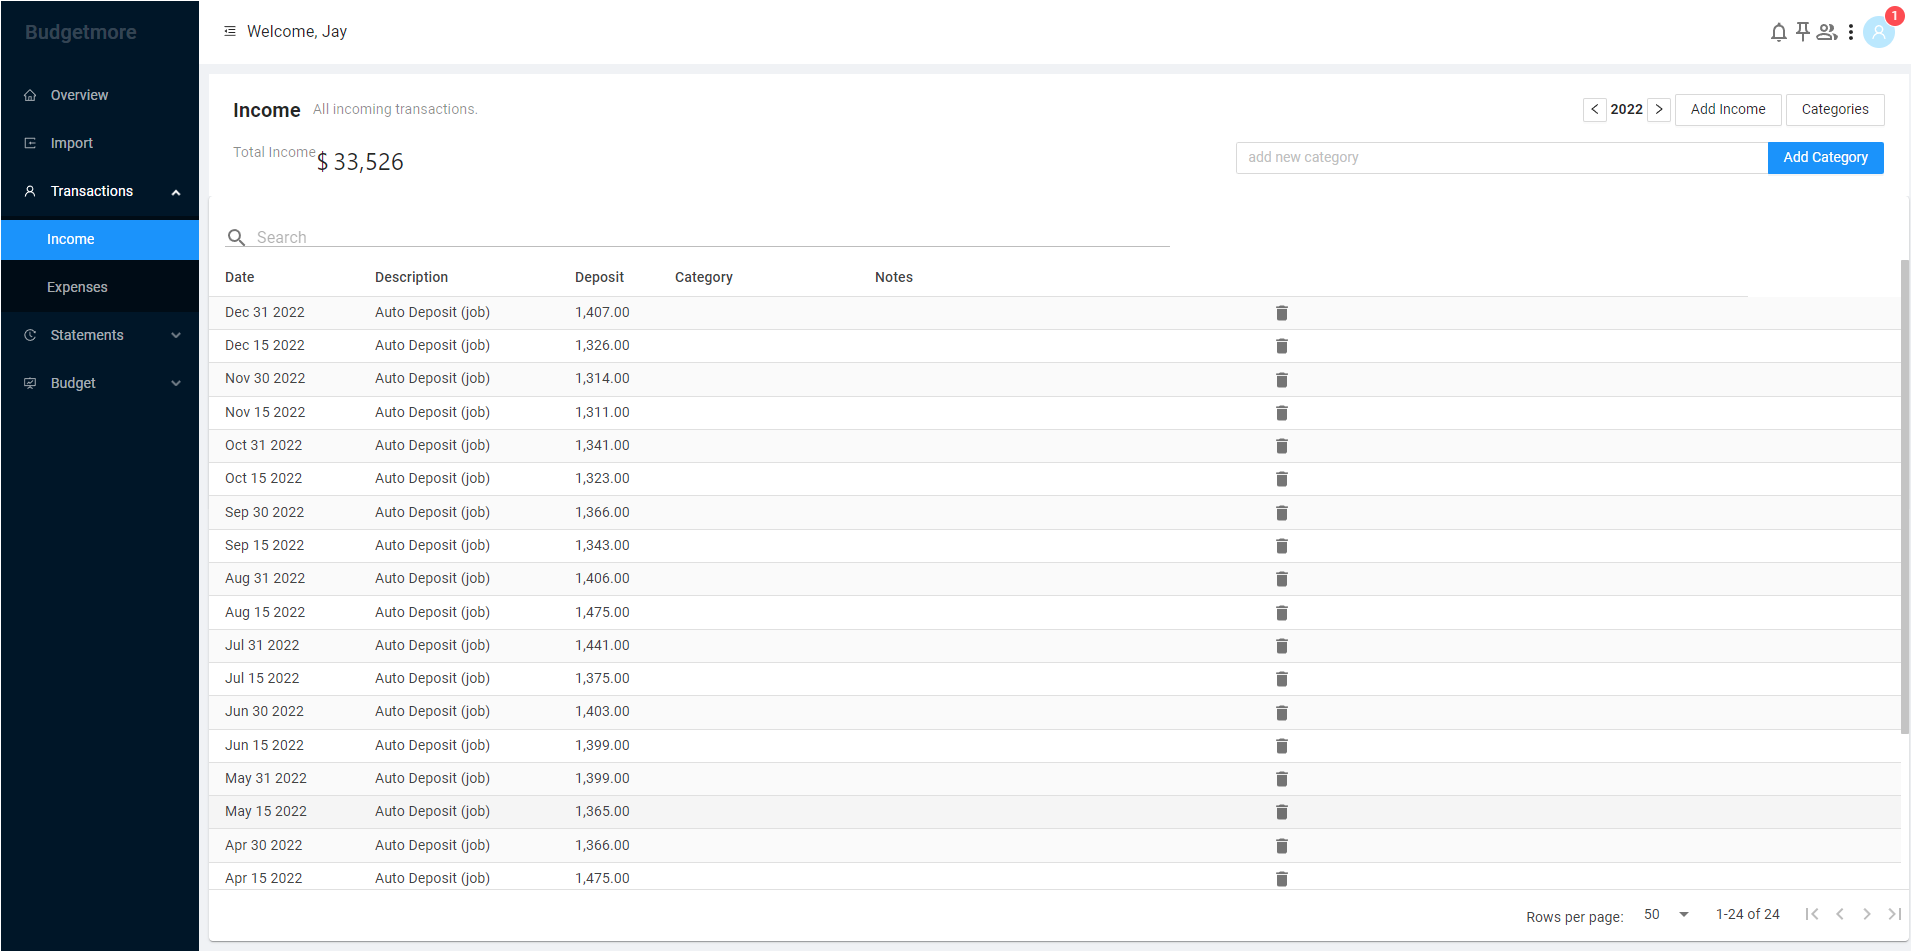 Budgetmore
Welcome, Jay
1
Overview
Import
Transactions
Income
Expenses
Statements
Budget
Income All incoming transactions.
< 2022 > Add Income Categories
Total Income $ 33,526
add new category Add Category
Search
Date Description Deposit Category Notes
Dec 31 2022 Auto Deposit (job) 1,407.00
Dec 15 2022 Auto Deposit (job) 1,326.00
Nov 30 2022 Auto Deposit (job) 1,314.00
Nov 15 2022 Auto Deposit (job) 1,311.00
Oct 31 2022 Auto Deposit (job) 1,341.00
Oct 15 2022 Auto Deposit (job) 1,323.00
Sep 30 2022 Auto Deposit (job) 1,366.00
Sep 15 2022 Auto Deposit (job) 1,343.00
Aug 31 2022 Auto Deposit (job) 1,406.00
Aug 15 2022 Auto Deposit (job) 1,475.00
Jul 31 2022 Auto Deposit (job) 1,441.00
Jul 15 2022 Auto Deposit (job) 1,375.00
Jun 30 2022 Auto Deposit (job) 1,403.00
Jun 15 2022 Auto Deposit (job) 1,399.00
May 31 2022 Auto Deposit (job) 1,399.00
May 15 2022 Auto Deposit (job) 1,365.00
Apr 30 2022 Auto Deposit (job) 1,366.00
Apr 15 2022 Auto Deposit (job) 1,475.00
Rows per page: 50 1-24 of 24